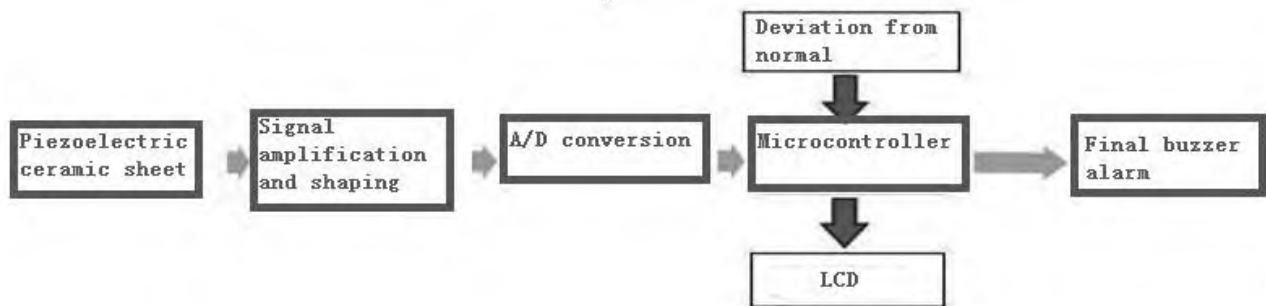 Deviation from
normal
Piezoelectric
ceramic sheet
Signal
amplification
and shaping
A/D conversion
Microcontroller
Final buzzer
alarm
LCD